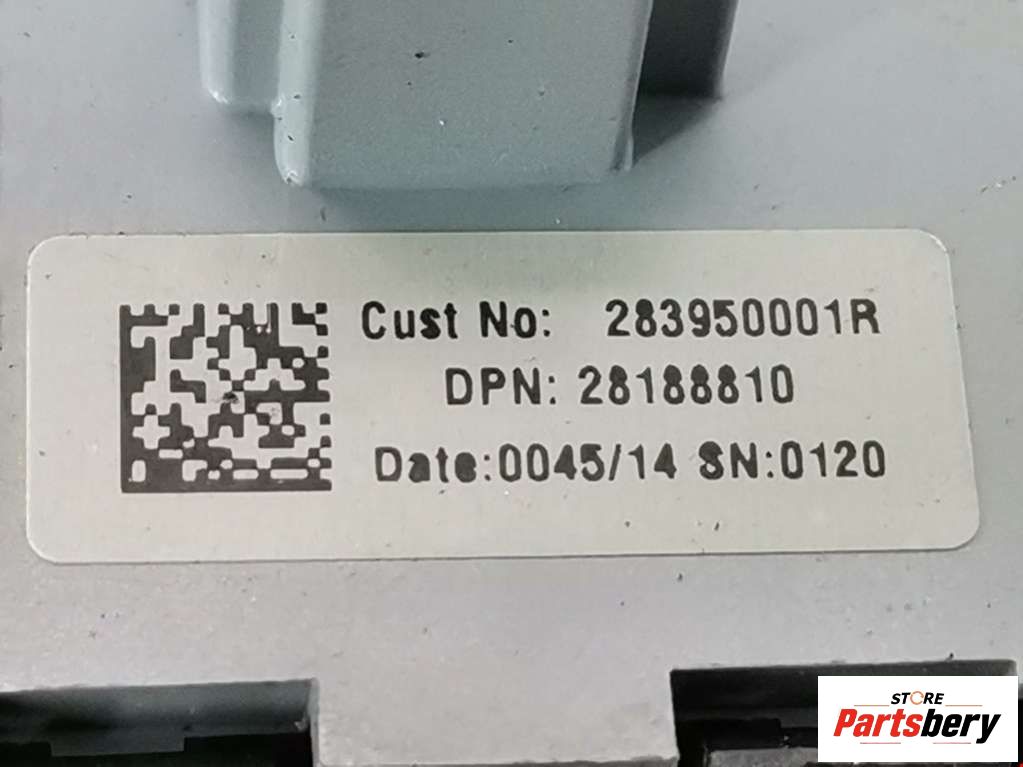 Cust No: 283950001R
DPN: 28188810
Date:0045/14 SN:0120
STORE
Partsbery